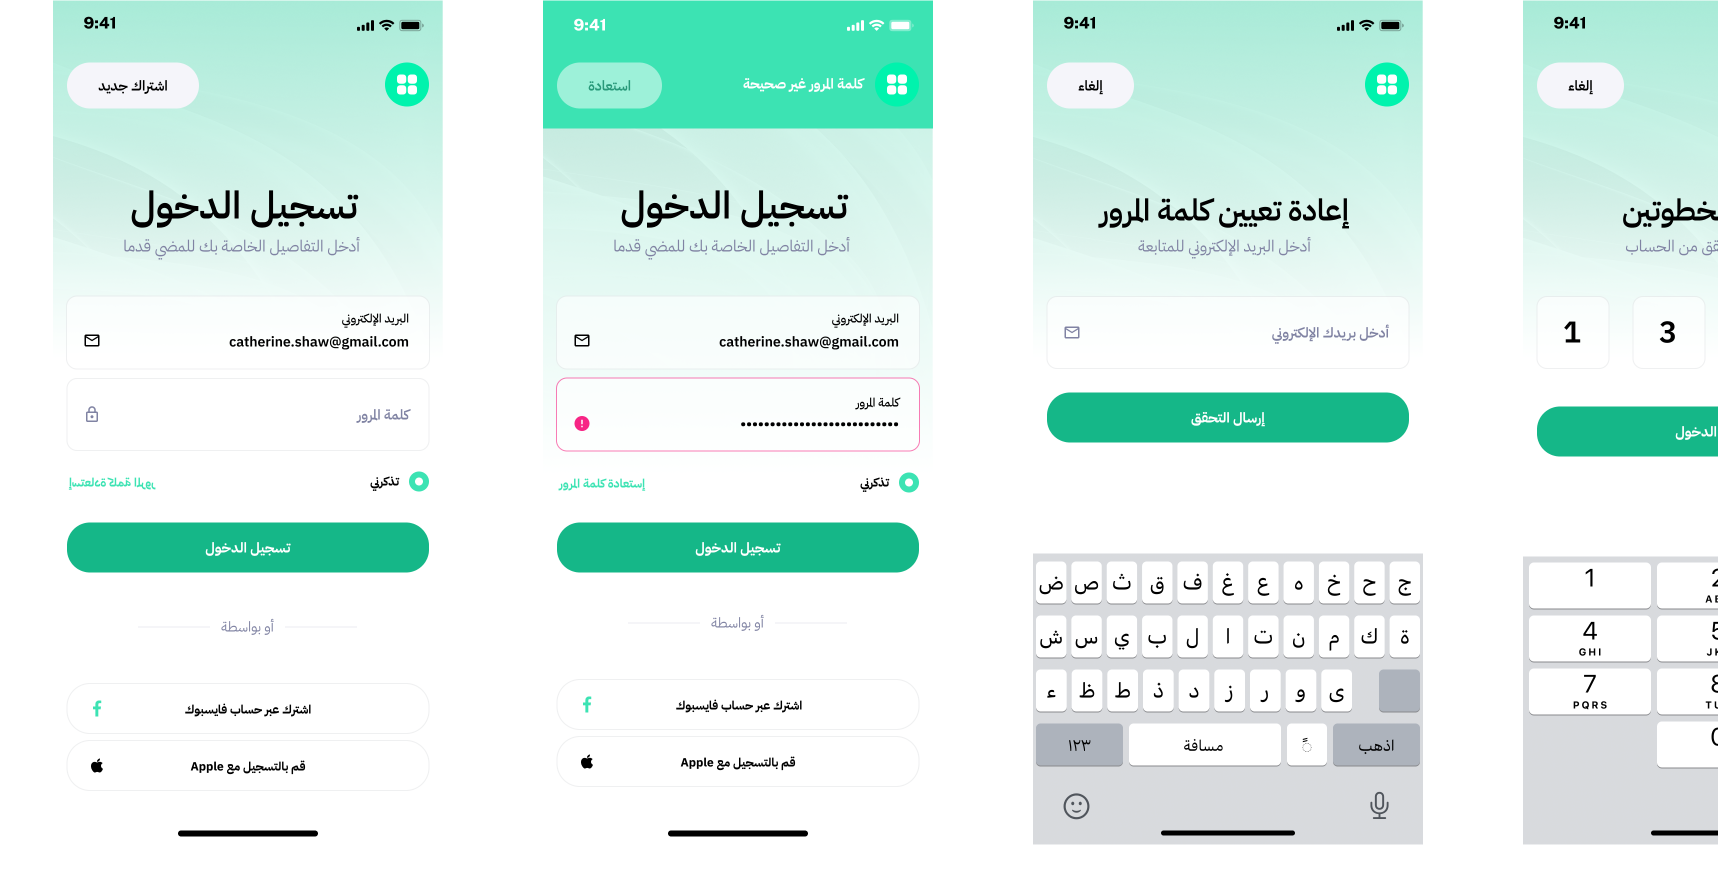 9:41
اشتراك جديد
تسجيل الدخول
أدخل التفاصيل الخاصة بك للمضي قدما
البريد الإلكتروني
catherine.shaw@gmail.com
كلمة المرور
تذكرني
إستعادة كلمة المرور
تسجيل الدخول
أو بواسطة
اشترك عبر حساب فايسبوك
قم بالتسجيل مع Apple
9:41
كلمة المرور غير صحيحة
استعادة
تسجيل الدخول
أدخل التفاصيل الخاصة بك للمضي قدما
البريد الإلكتروني
catherine.shaw@gmail.com
كلمة المرور
تذكرني
إستعادة كلمة المرور
تسجيل الدخول
أو بواسطة
اشترك عبر حساب فايسبوك
قم بالتسجيل مع Apple
9:41
إلغاء
إعادة تعيين كلمة المرور
أدخل البريد الإلكتروني للمتابعة
أدخل بريدك الإلكتروني
إرسال التحقق
ض ص ث ق ف غ ع ه خ ح ج
ش س ي ب ل ا ت ن م ك ة
ء ظ ط ذ د ز ر و ى
١٢٣ مسافة اذهب
9:41
إلغاء
خطوتين
من الحساب
1 3
الدخول
1 2
4 5
GHI
7 8
PQRS
0